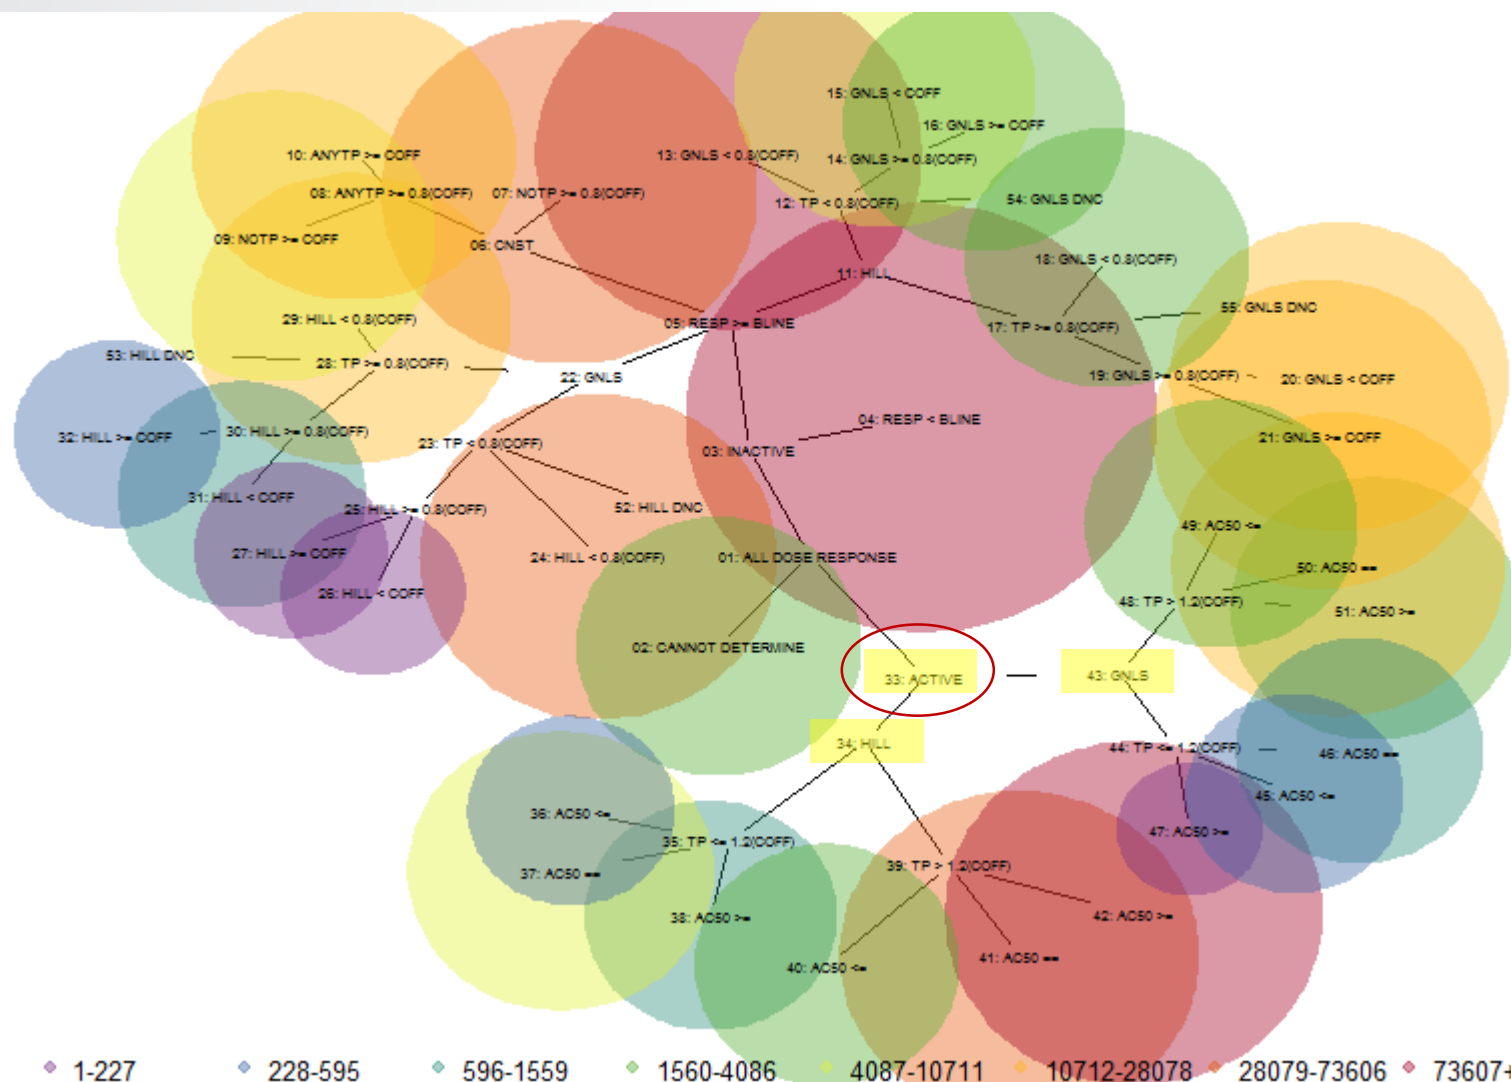 15: GNLS < COFF
16: GNLS >= COFF
10: ANYTP >= COFF
13: GNLS < 0.8(COFF)
14: GNLS >= 0.8(COFF)
08: ANYTP >= 0.8(COFF)
07: NOTP >= 0.8(COFF)
12: TP < 0.8(COFF)
54: GNLS DNC
09: NOTP >= COFF
06: CNST
18: GNLS < 0.8(COFF)
11: HILL
55: GNLS DNC
29: HILL < 0.8(COFF)
05: RESP >= BLINE
17: TP >= 0.8(COFF)
53: HILL DNC
28: TP >= 0.8(COFF)
22: GNLS
19: GNLS >= 0.8(COFF)
20: GNLS < COFF
04: RESP < BLINE
32: HILL >= COFF
30: HILL >= 0.8(COFF)
23: TP < 0.8(COFF)
03: INACTIVE
21: GNLS >= COFF
31: HILL < COFF
25: HILL >= 0.8(COFF)
52: HILL DNC
49: AC50 <=
27: HILL >= COFF
24: HILL < 0.8(COFF)
01: ALL DOSE RESPONSE
50: AC50 ==
26: HILL < COFF
48: TP > 1.2(COFF)
51: AC50 >=
02: CANNOT DETERMINE
33: ACTIVE
43: GNLS
34: HILL
44: TP <= 1.2(COFF)
46: AC50 ==
45: AC50 <=
36: AC50 <=
35: TP <= 1.2(COFF)
47: AC50 >=
37: AC50 ==
39: TP > 1.2(COFF)
38: AC50 >=
42: AC50 >=
40: AC50 <=
41: AC50 ==
1-227
228-595
596-1559
1560-4086
4087-10711
10712-28078
28079-73606
73607+